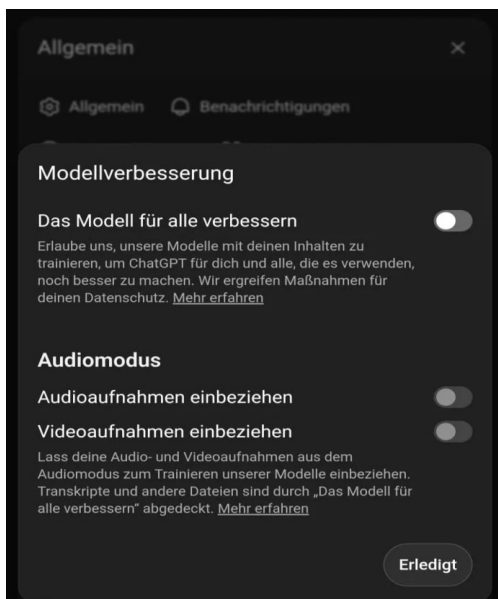 Allgemein
Allgemein Benachrichtigungen
Modellverbesserung
Das Modell für alle verbessern
Erlaube uns, unsere Modelle mit deinen Inhalten zu
trainieren, um ChatGPT für dich und alle, die es verwenden,
noch besser zu machen. Wir ergreifen Maßnahmen für
deinen Datenschutz. Mehr erfahren
Audiomodus
Audioaufnahmen einbeziehen
Videoaufnahmen einbeziehen
Lass deine Audio- und Videoaufnahmen aus dem
Audiomodus zum Trainieren unserer Modelle einbeziehen.
Transkripte und andere Dateien sind durch „Das Modell für
alle verbessern“ abgedeckt. Mehr erfahren
Erledigt